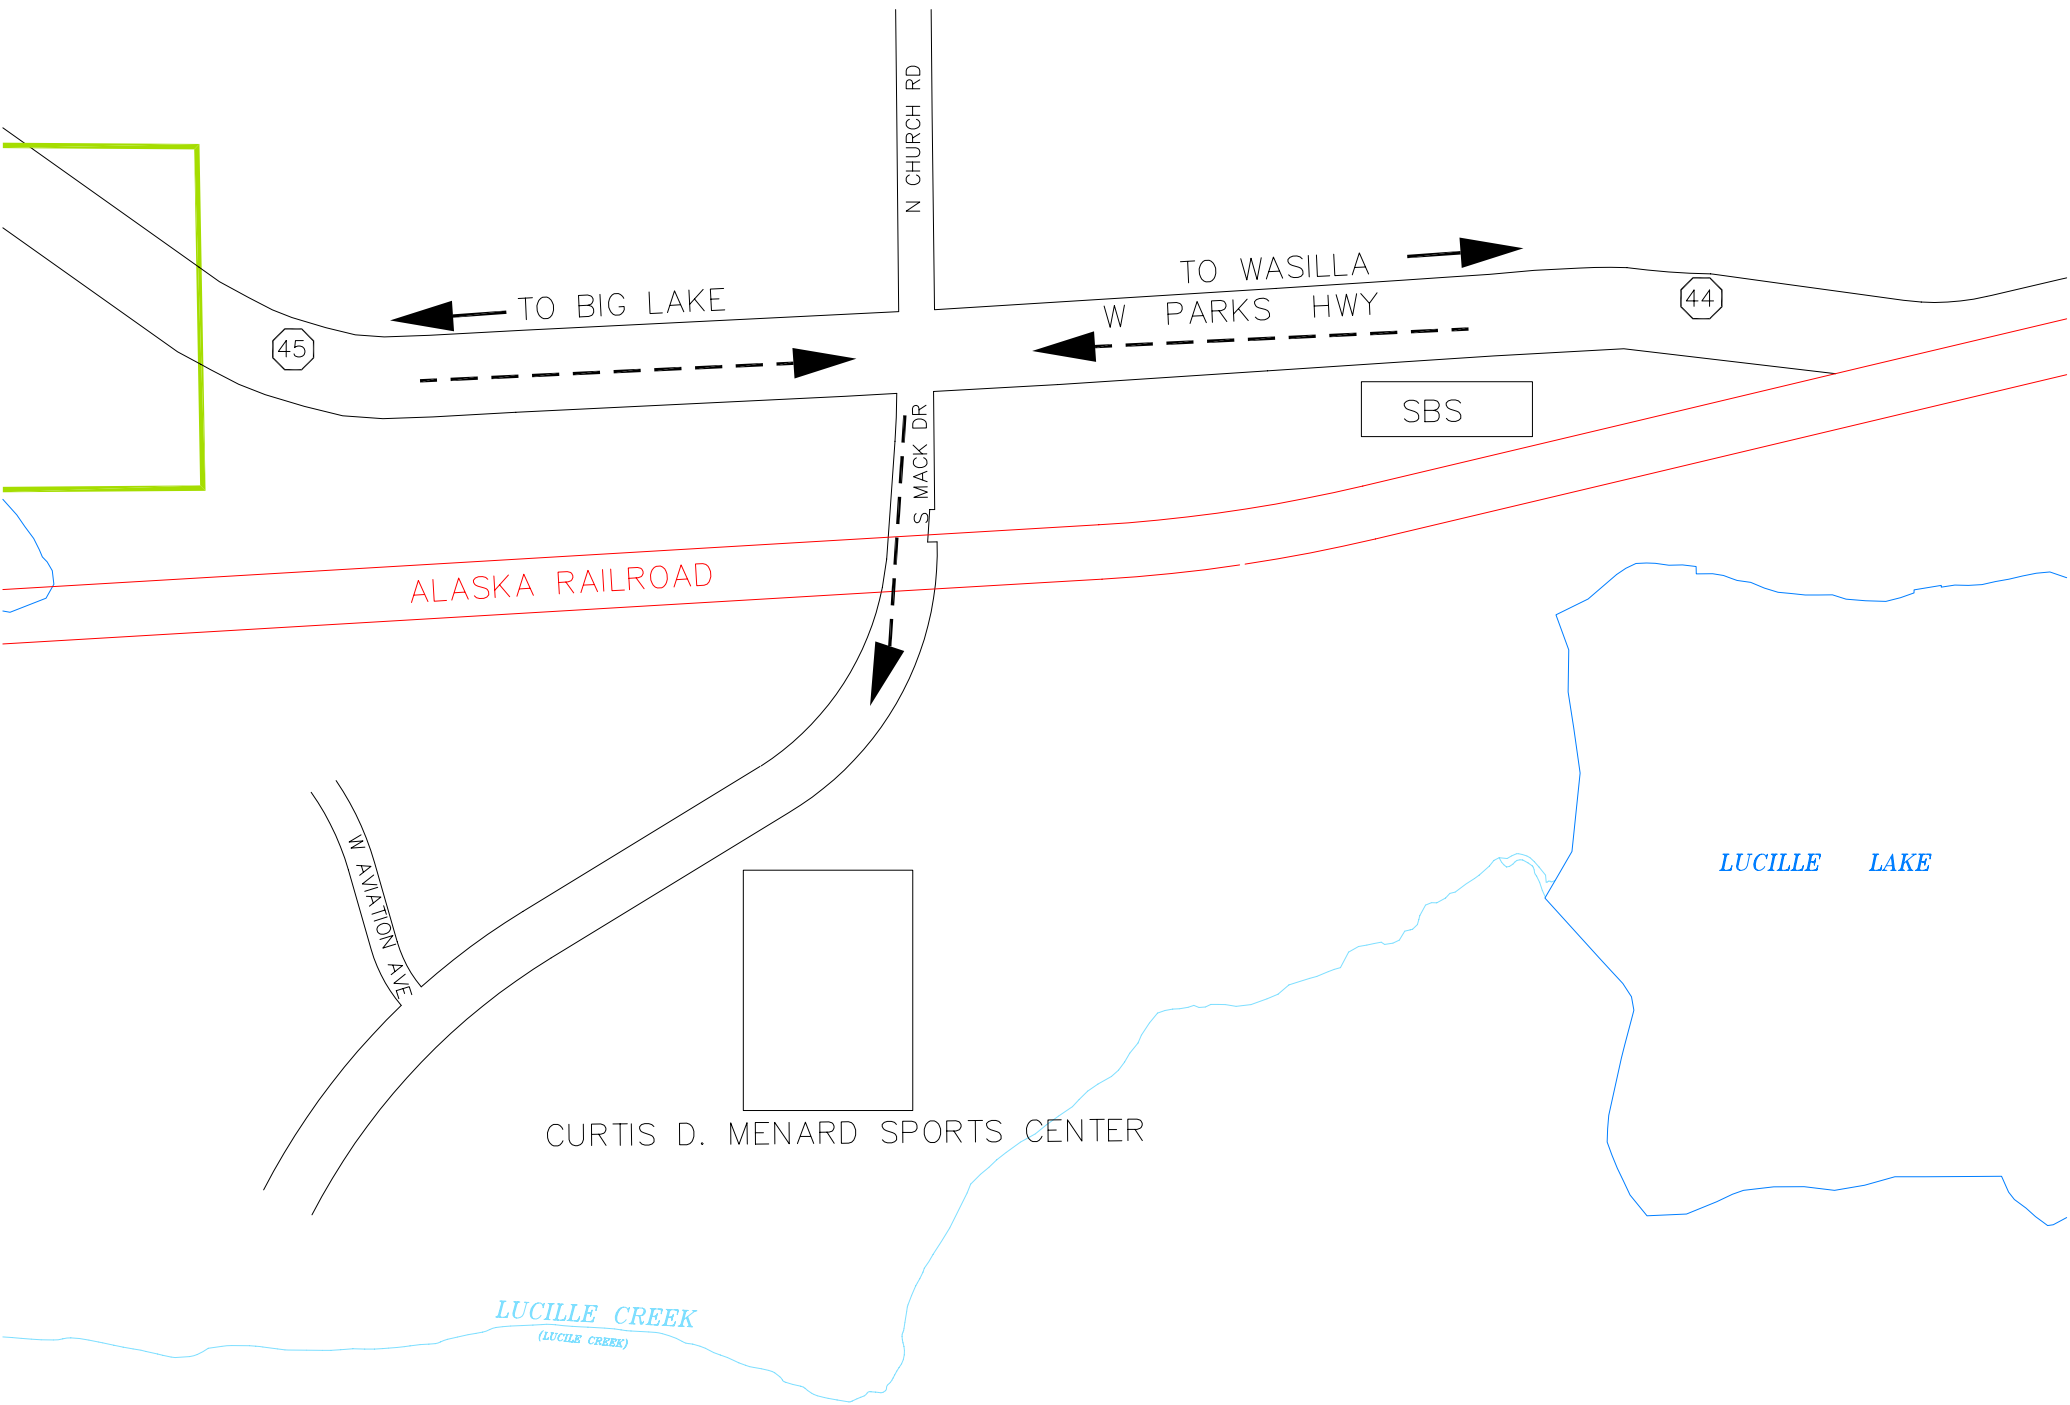 N CHURCH RD
TO WASILLA
TO BIG LAKE
W PARKS HWY
44
45
SBS
S MACK DR
ALASKA RAILROAD
W AVIATION AVE
LUCILLE LAKE
CURTIS D. MENARD SPORTS CENTER
LUCILLE CREEK
(LUCILE CREEK)